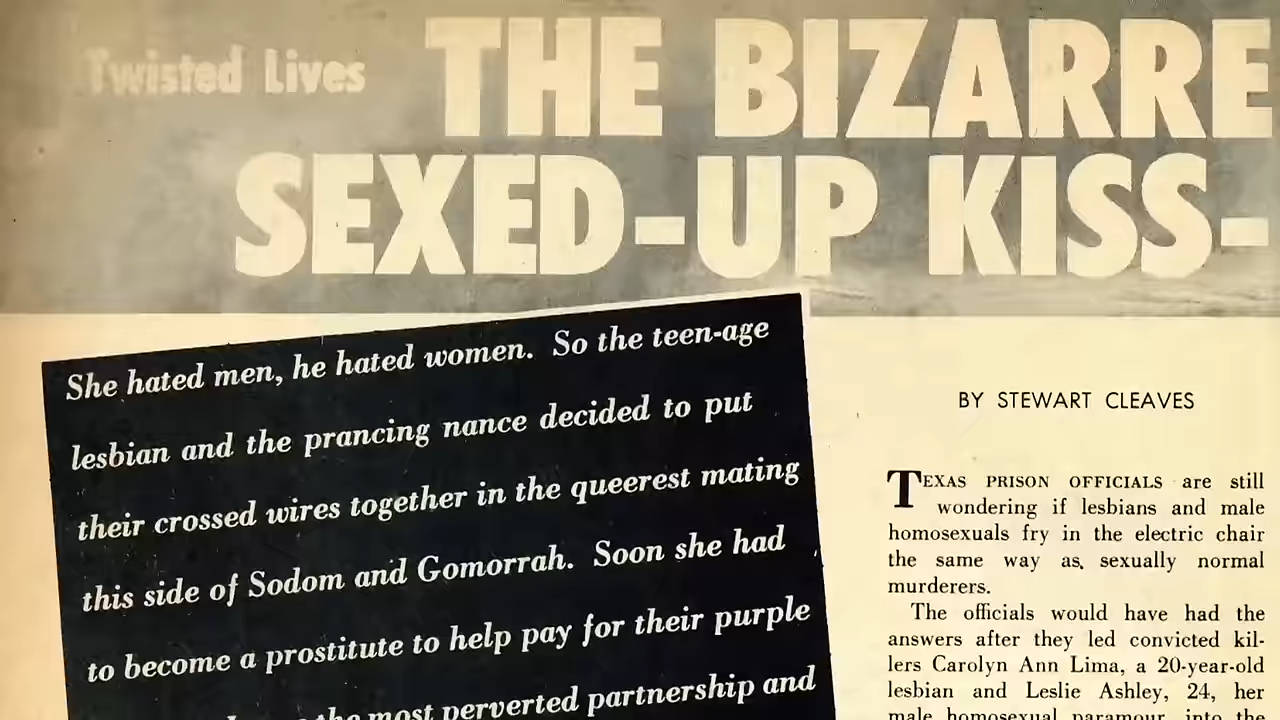 Twisted Lives
THE BIZARRE
SEXED-UP KISS-
She hated men, he hated women. So the teen-age
lesbian and the prancing nance decided to put
their crossed wires together in the queerest mating
this side of Sodom and Gomorrah. Soon she had
to become a prostitute to help pay for their purple
the most perverted partnership and
BY STEWART CLEAVES
TEXAS PRISON OFFICIALS are still
wondering if lesbians and male
homosexuals fry in the electric chair
the same way as sexually normal
murderers.
The officials would have had the
answers after they led convicted kil-
lers Carolyn Ann Lima, a 20-year-old
lesbian and Leslie Ashley, 24, her
male homosexual paramour, into the